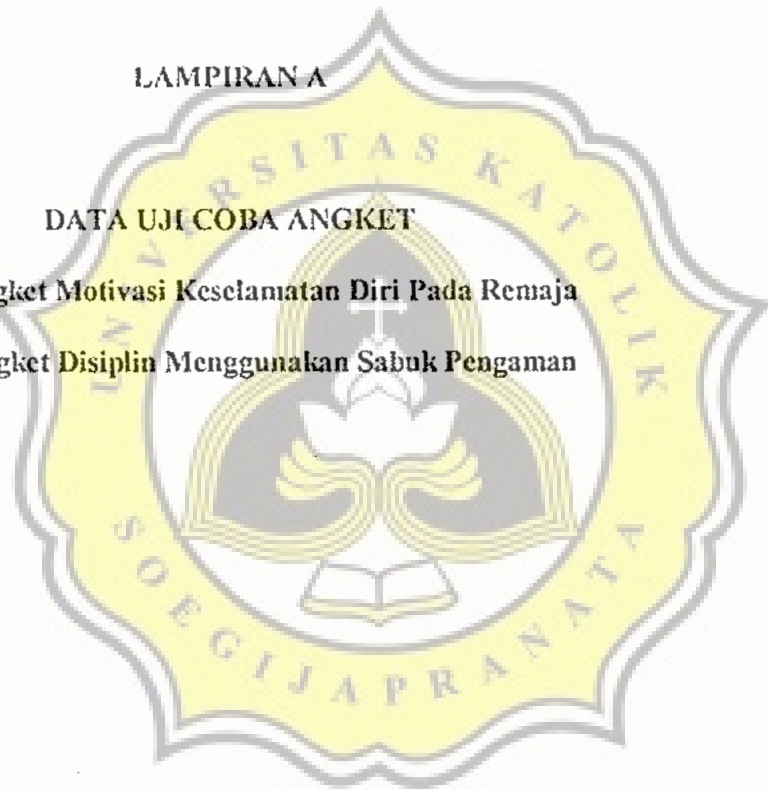 LAMPIRAN A
DATA UJI COBA ANGKET
gket Motivasi Keselamatan Diri Pada Remaja
gket Disiplin Menggunakan Sabuk Pengaman
UNIVERSITAS KATOLIK
SOEGIJAPRANATA